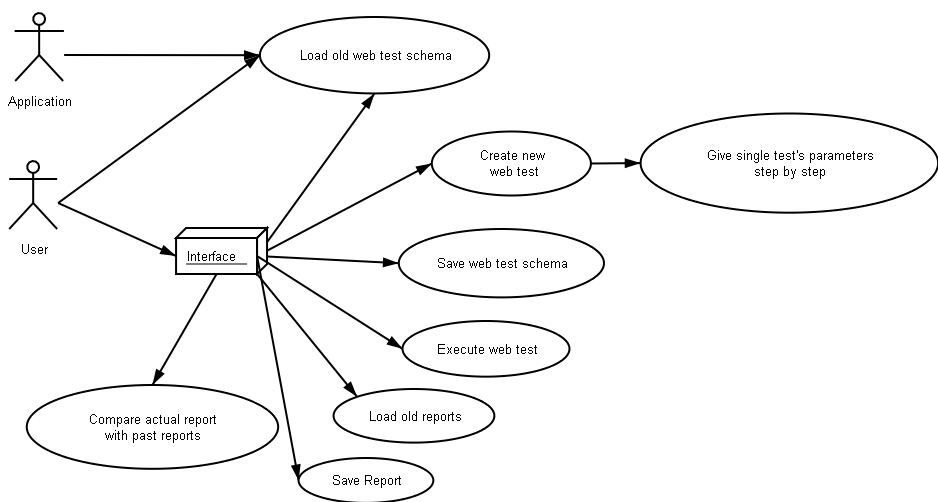 Application
Load old web test schema
User
Create new
web test
Give single test's parameters
step by step
Interface
Save web test schema
Execute web test
Load old reports
Compare actual report
with past reports
Save Report